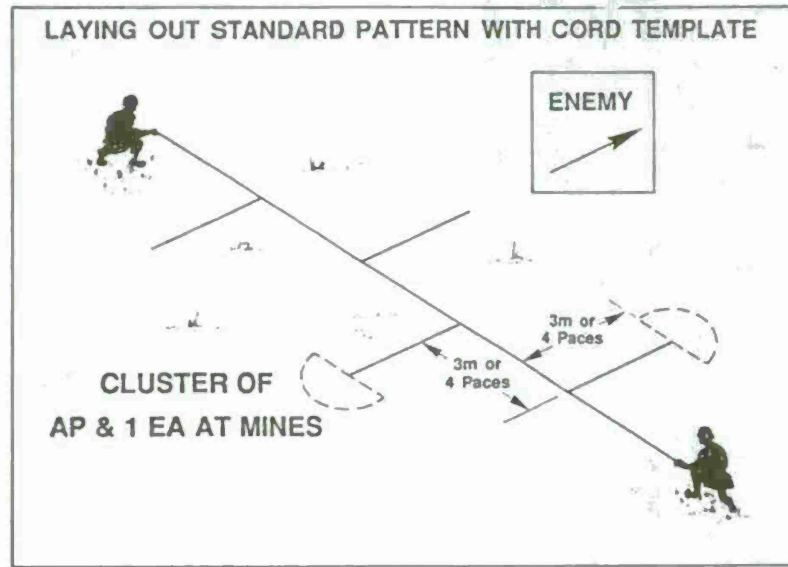 LAYING OUT STANDARD PATTERN WITH CORD TEMPLATE
ENEMY
3m or
4 Paces
3m or
4 Paces
CLUSTER OF
AP & 1 EA AT MINES